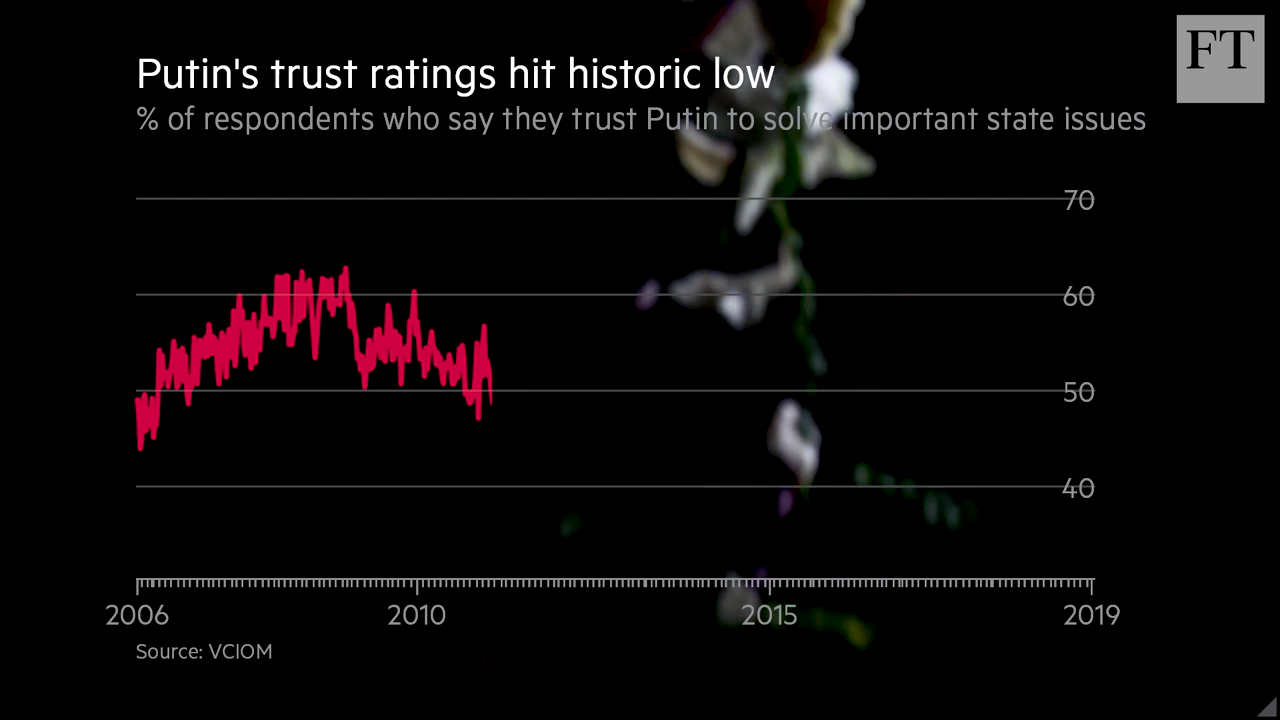 FT
Putin's trust ratings hit historic low
% of respondents who say they trust Putin to solve important state issues
70
60
50
40
2006 2010 2015 2019
Source: VCIOM